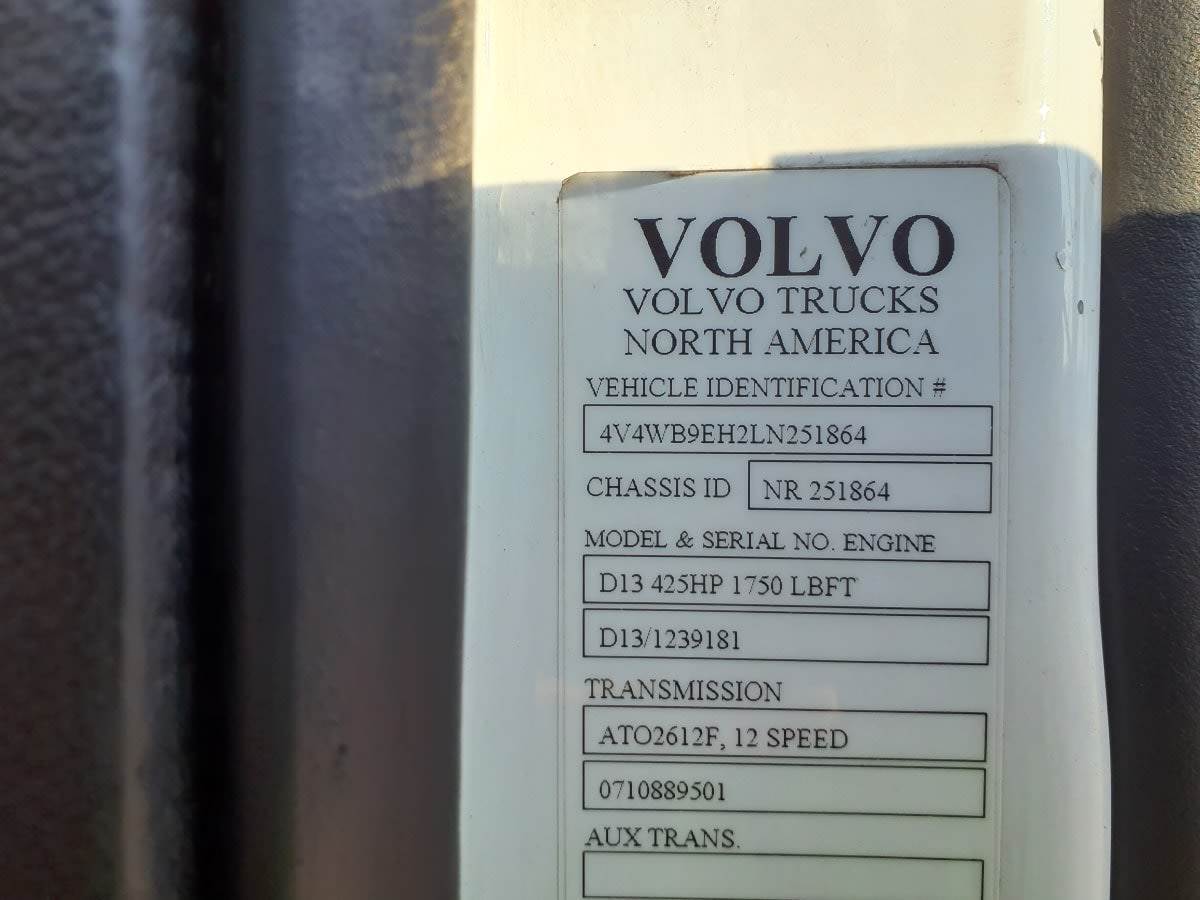 VOLVO
VOLVO TRUCKS
NORTH AMERICA
VEHICLE IDENTIFICATION #
4V4WB9EH2LN251864
CHASSIS ID NR 251864
MODEL & SERIAL NO. ENGINE
D13 425HP 1750 LBFT
D13/1239181
TRANSMISSION
ATO2612F, 12 SPEED
0710889501
AUX TRANS.